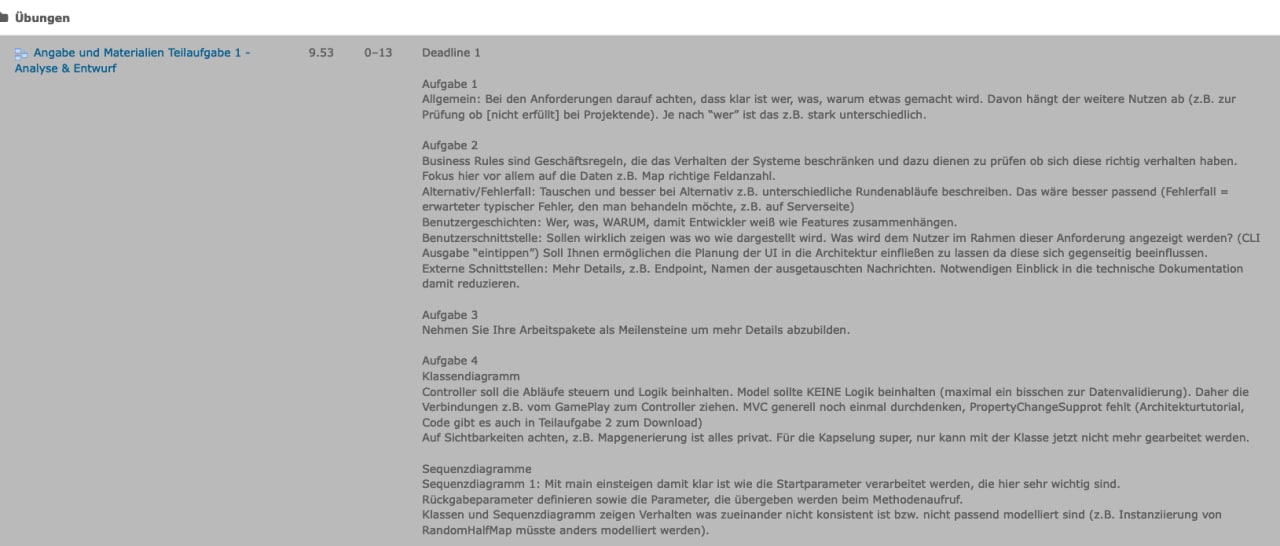 Übungen
Angabe und Materialien Teilaufgabe 1 - 9.53 0–13 Deadline 1
Analyse & Entwurf
Aufgabe 1
Allgemein: Bei den Anforderungen darauf achten, dass klar ist wer, was, warum etwas gemacht wird. Davon hängt der weitere Nutzen ab (z.B. zur
Prüfung ob [nicht erfüllt] bei Projektende). Je nach “wer” ist das z.B. stark unterschiedlich.
Aufgabe 2
Business Rules sind Geschäftsregeln, die das Verhalten der Systeme beschränken und dazu dienen zu prüfen ob sich diese richtig verhalten haben.
Fokus hier vor allem auf die Daten z.B. Map richtige Feldanzahl.
Alternativ/Fehlerfall: Tauschen und besser bei Alternativ z.B. unterschiedliche Rundenabläufe beschreiben. Das wäre besser passend (Fehlerfall =
erwarteter typischer Fehler, den man behandeln möchte, z.B. auf Serverseite)
Benutzergeschichten: Wer, was, WARUM, damit Entwickler weiß wie Features zusammenhängen.
Benutzerschnittstelle: Sollen wirklich zeigen was wo wie dargestellt wird. Was wird dem Nutzer im Rahmen dieser Anforderung angezeigt werden? (CLI
Ausgabe “eintippen”) Soll Ihnen ermöglichen die Planung der UI in die Architektur einfließen zu lassen da diese sich gegenseitig beeinflussen.
Externe Schnittstellen: Mehr Details, z.B. Endpoint, Namen der ausgetauschten Nachrichten. Notwendigen Einblick in die technische Dokumentation
damit reduzieren.
Aufgabe 3
Nehmen Sie Ihre Arbeitspakete als Meilensteine um mehr Details abzubilden.
Aufgabe 4
Klassendiagramm
Controller soll die Abläufe steuern und Logik beinhalten. Model sollte KEINE Logik beinhalten (maximal ein bisschen zur Datenvalidierung). Daher die
Verbindungen z.B. vom GamePlay zum Controller ziehen. MVC generell noch einmal durchdenken, PropertyChangeSupprot fehlt (Architekturtutorial,
Code gibt es auch in Teilaufgabe 2 zum Download)
Auf Sichtbarkeiten achten, z.B. Mapgenerierung ist alles privat. Für die Kapselung super, nur kann mit der Klasse jetzt nicht mehr gearbeitet werden.
Sequenzdiagramme
Sequenzdiagramm 1: Mit main einsteigen damit klar ist wie die Startparameter verarbeitet werden, die hier sehr wichtig sind.
Rückgabeparameter definieren sowie die Parameter, die übergeben werden beim Methodenaufruf.
Klassen und Sequenzdiagramm zeigen Verhalten was zueinander nicht konsistent ist bzw. nicht passend modelliert sind (z.B. Instanziierung von
RandomHalfMap müsste anders modelliert werden).